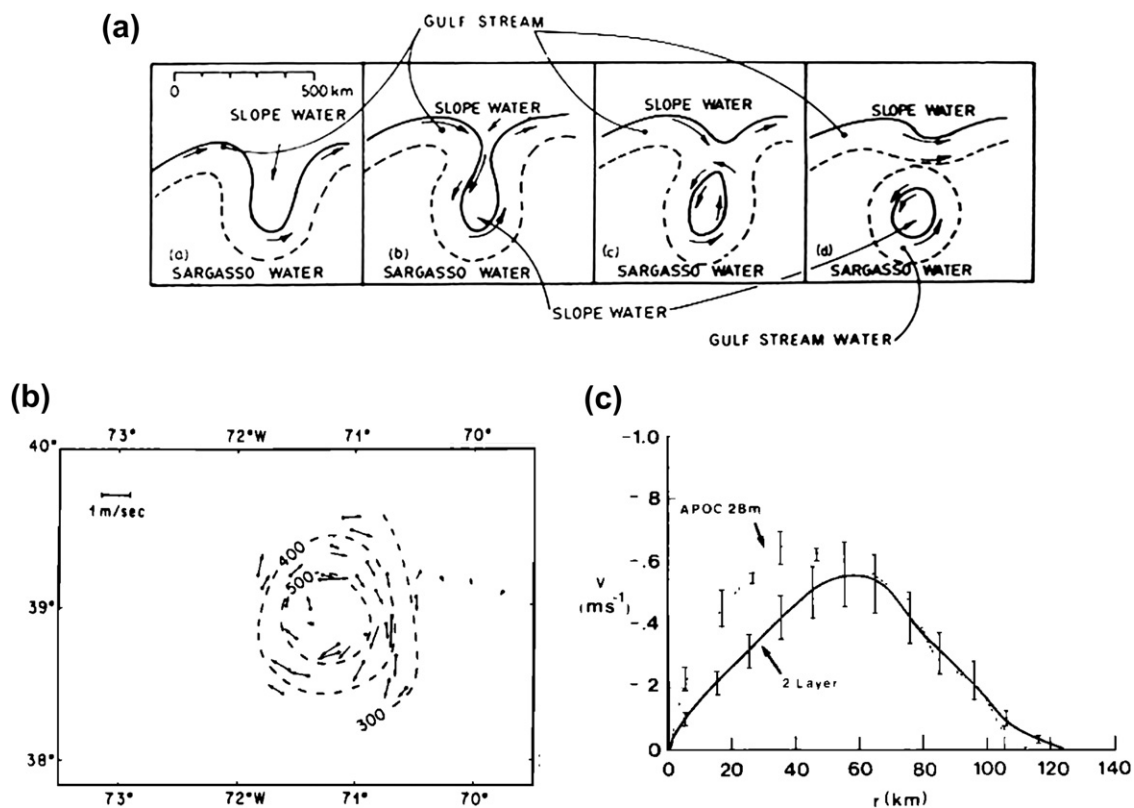 (a)
GULF STREAM
0 500 km
SLOPE WATER
SLOPE WATER
SLOPE WATER
SLOPE WATER
(a)
(b)
(c)
(d)
SARGASSO WATER
SARGASSO WATER
SARGASSO WATER
SARGASSO WATER
SLOPE WATER
GULF STREAM WATER
(b)
73° 72°W 71° 70°
40°
1 m/sec
400
500
39°
300
38°
73° 72°W 71° 70°
(c)
-1.0
- 8
APOC 28m
- .6
V
(ms⁻¹)
- .4
2 Layer
- 2
0
0 20 40 60 80 100 120 140
r (km)